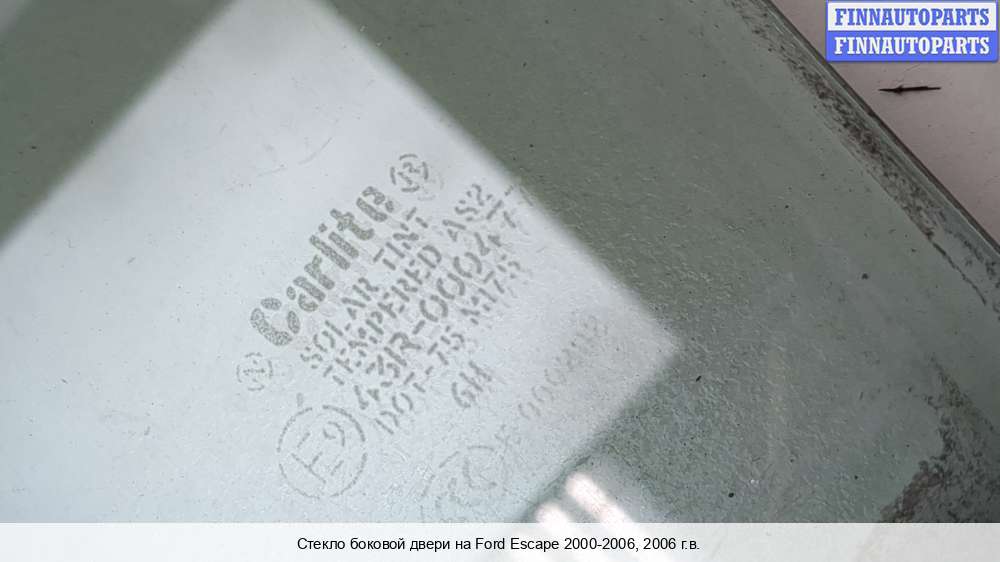 FINNAUTOPARTS
FINNAUTOPARTS
Carlite
SOLAR TINT
TEMPERED AS2
43R-00024
DOT-75 M175
GM
E9
Стекло боковой двери на Ford Escape 2000-2006, 2006 г.в.